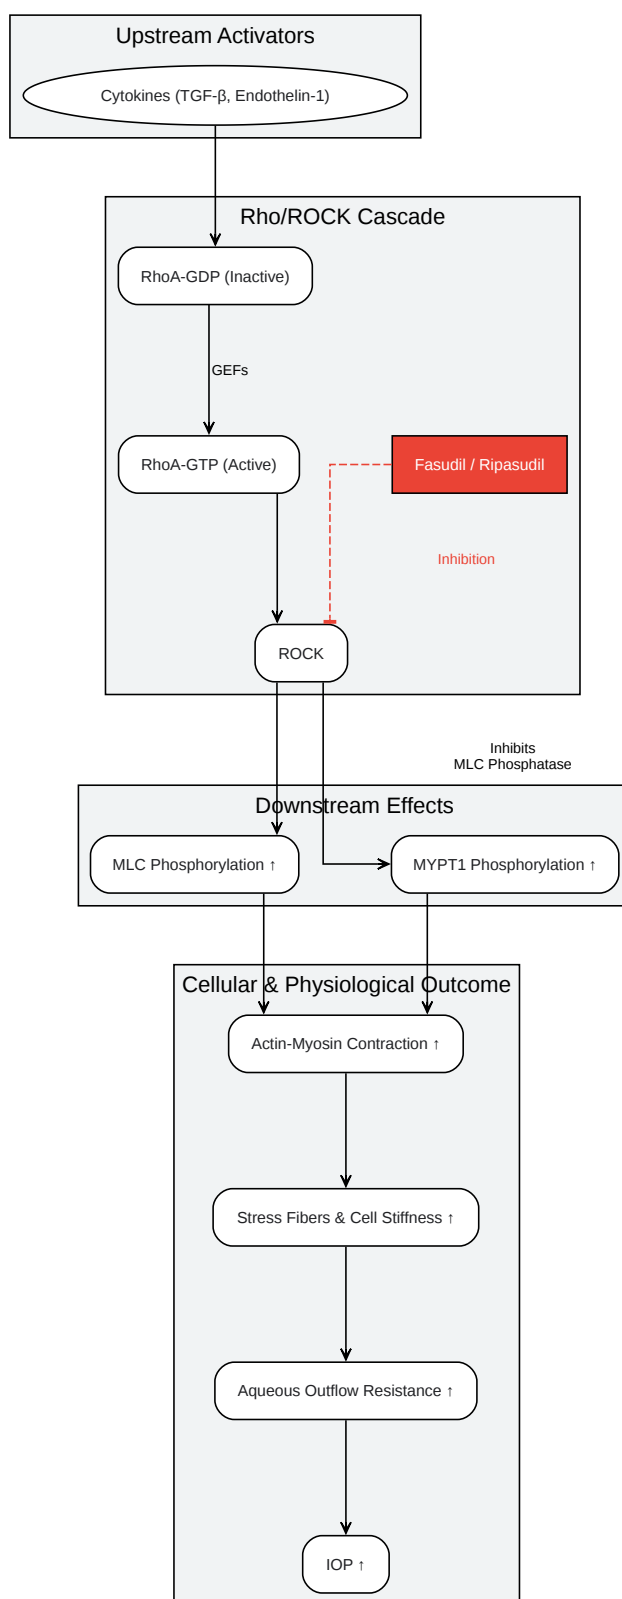 Upstream Activators
Cytokines (TGF-β, Endothelin-1)
Rho/ROCK Cascade
RhoA-GDP (Inactive)
GEFs
RhoA-GTP (Active)
Fasudil / Ripasudil
Inhibition
ROCK
Inhibits
MLC Phosphatase
Downstream Effects
MLC Phosphorylation ↑
MYPT1 Phosphorylation ↑
Cellular & Physiological Outcome
Actin-Myosin Contraction ↑
Stress Fibers & Cell Stiffness ↑
Aqueous Outflow Resistance ↑
IOP ↑